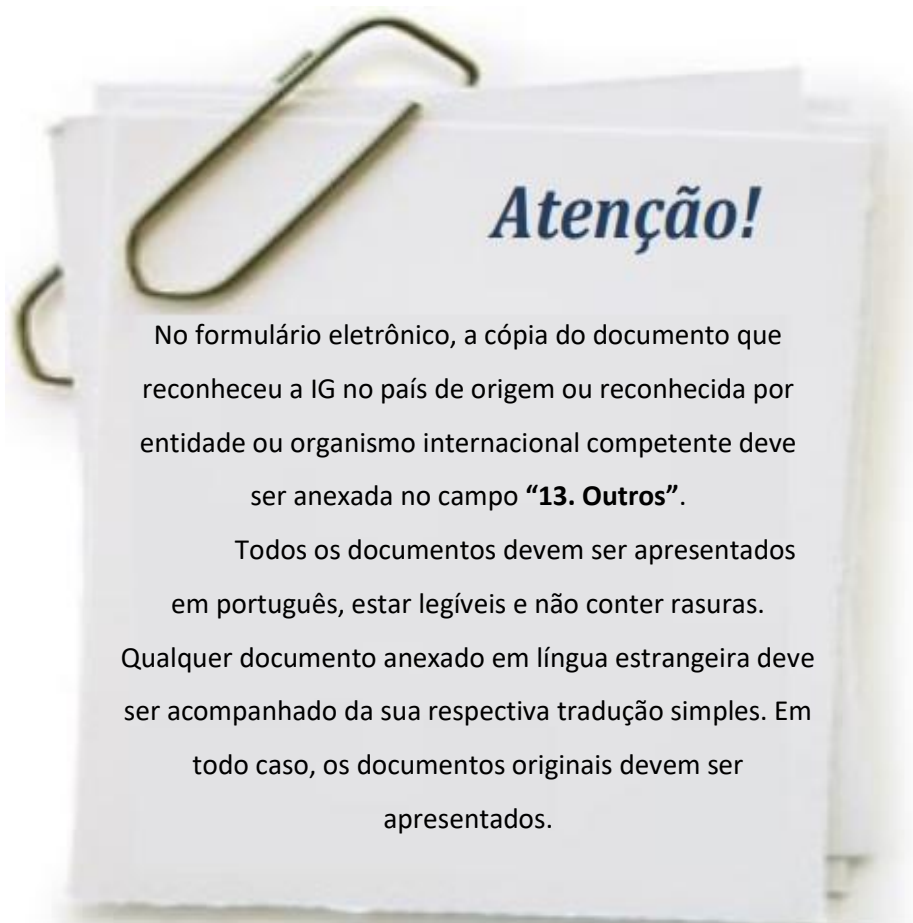 Atenção!
No formulário eletrônico, a cópia do documento que
reconheceu a IG no país de origem ou reconhecida por
entidade ou organismo internacional competente deve
ser anexada no campo “13. Outros”.
Todos os documentos devem ser apresentados
em português, estar legíveis e não conter rasuras.
Qualquer documento anexado em língua estrangeira deve
ser acompanhado da sua respectiva tradução simples. Em
todo caso, os documentos originais devem ser
apresentados.